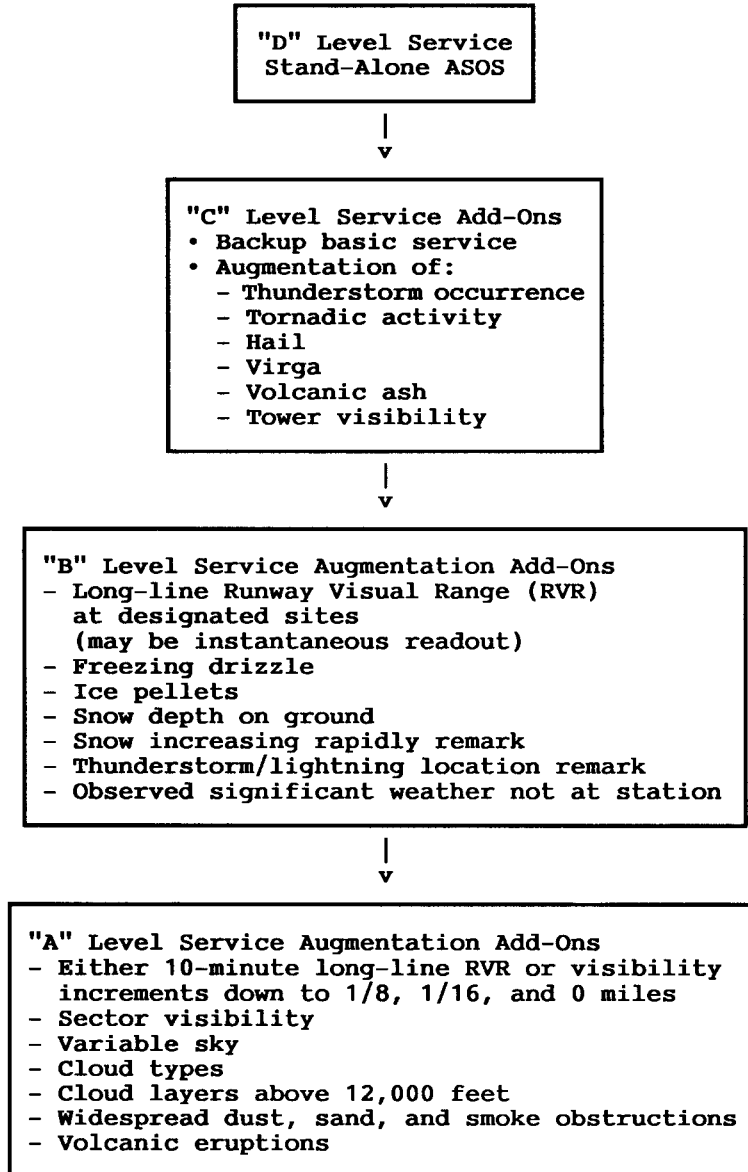 "D" Level Service
Stand-Alone ASOS
|
v
"C" Level Service Add-Ons
• Backup basic service
• Augmentation of:
- Thunderstorm occurrence
- Tornadic activity
- Hail
- Virga
- Volcanic ash
- Tower visibility
|
v
"B" Level Service Augmentation Add-Ons
- Long-line Runway Visual Range (RVR)
at designated sites
(may be instantaneous readout)
- Freezing drizzle
- Ice pellets
- Snow depth on ground
- Snow increasing rapidly remark
- Thunderstorm/lightning location remark
- Observed significant weather not at station
|
v
"A" Level Service Augmentation Add-Ons
- Either 10-minute long-line RVR or visibility
increments down to 1/8, 1/16, and 0 miles
- Sector visibility
- Variable sky
- Cloud types
- Cloud layers above 12,000 feet
- Widespread dust, sand, and smoke obstructions
- Volcanic eruptions